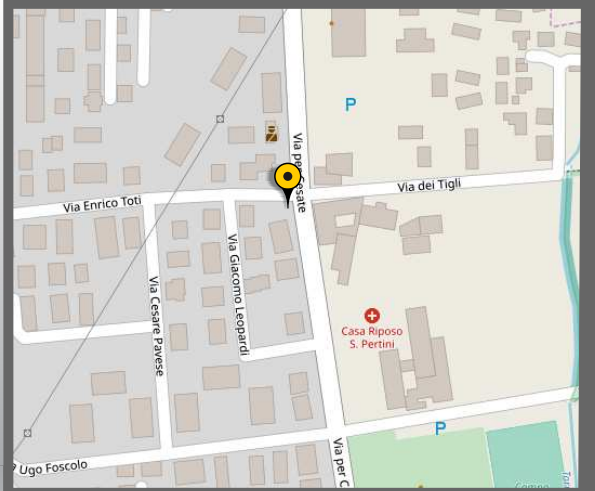 P
Via per Cesate
Via dei Tigli
Via Enrico Toti
Via Giacomo Leopardi
Via Cesare Pavese
Casa Riposo
S. Pertini
P
Ugo Foscolo
Via per C